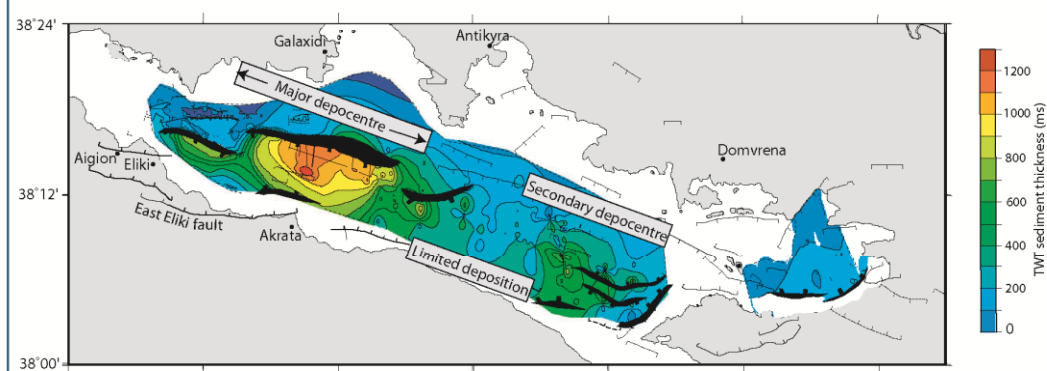 38°24'
Galaxidi
Antikyra
Major depocentre
Aigion
Eliki
Domvrena
38°12'
Secondary depocentre
East Eliki fault
Akrata
Limited deposition
38°00'
1200
1000
800
600
400
200
0
TWT sediment thickness (ms)